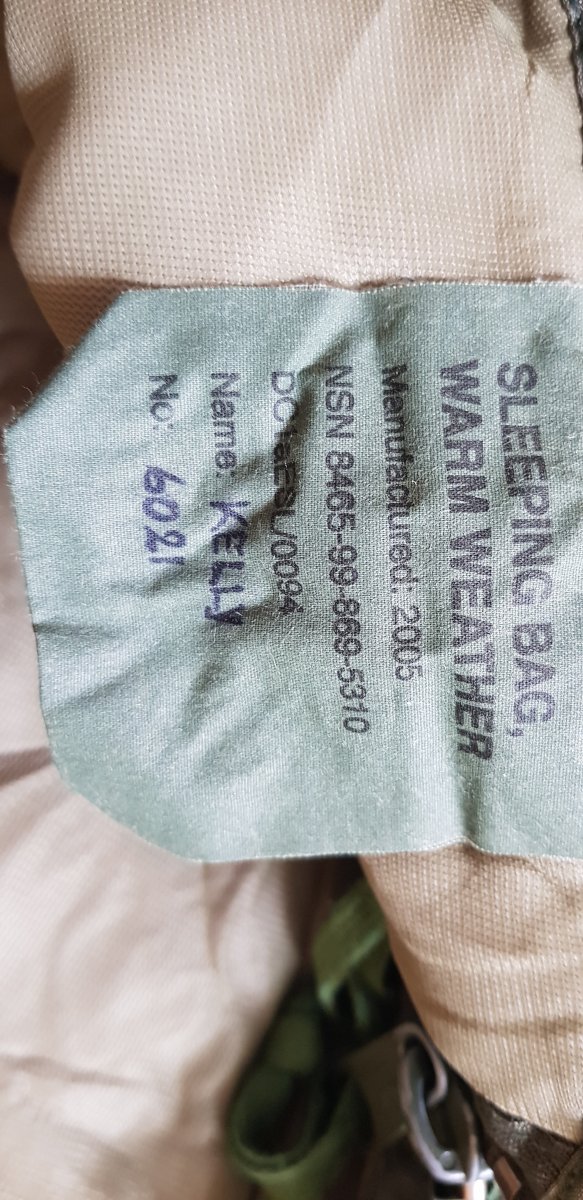 SLEEPING BAG,
WARM WEATHER
Manufactured: 2005
NSN 8465-99-869-5310
Name: KELLY
No: 6021